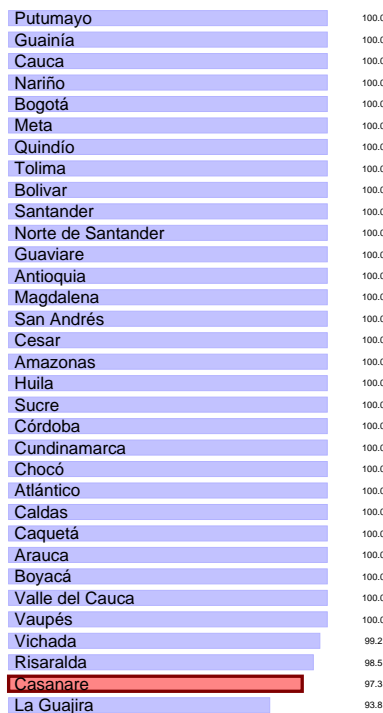 Putumayo 100.0
Guainía 100.0
Cauca 100.0
Nariño 100.0
Bogotá 100.0
Meta 100.0
Quindío 100.0
Tolima 100.0
Bolivar 100.0
Santander 100.0
Norte de Santander 100.0
Guaviare 100.0
Antioquia 100.0
Magdalena 100.0
San Andrés 100.0
Cesar 100.0
Amazonas 100.0
Huila 100.0
Sucre 100.0
Córdoba 100.0
Cundinamarca 100.0
Chocó 100.0
Atlántico 100.0
Caldas 100.0
Caquetá 100.0
Arauca 100.0
Boyacá 100.0
Valle del Cauca 100.0
Vaupés 100.0
Vichada 99.2
Risaralda 98.5
Casanare 97.3
La Guajira 93.8